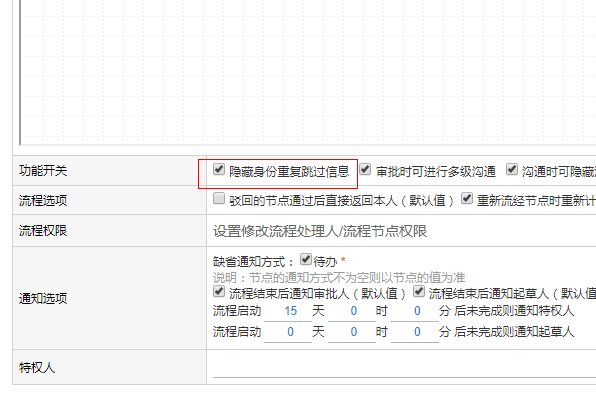 功能开关 隐藏身份重复跳过信息 审批时可进行多级沟通 沟通时可隐藏
流程选项 驳回的节点通过后直接返回本人（默认值） 重新流经节点时重新计
流程权限 设置修改流程处理人/流程节点权限
缺省通知方式： 待办 *
说明：节点的通知方式不为空则以节点的值为准
通知选项 流程结束后通知审批人（默认值） 流程结束后通知起草人（默认值
流程启动 15 天 0 时 0 分 后未完成则通知特权人
流程启动 0 天 0 时 0 分 后未完成则通知起草人
特权人